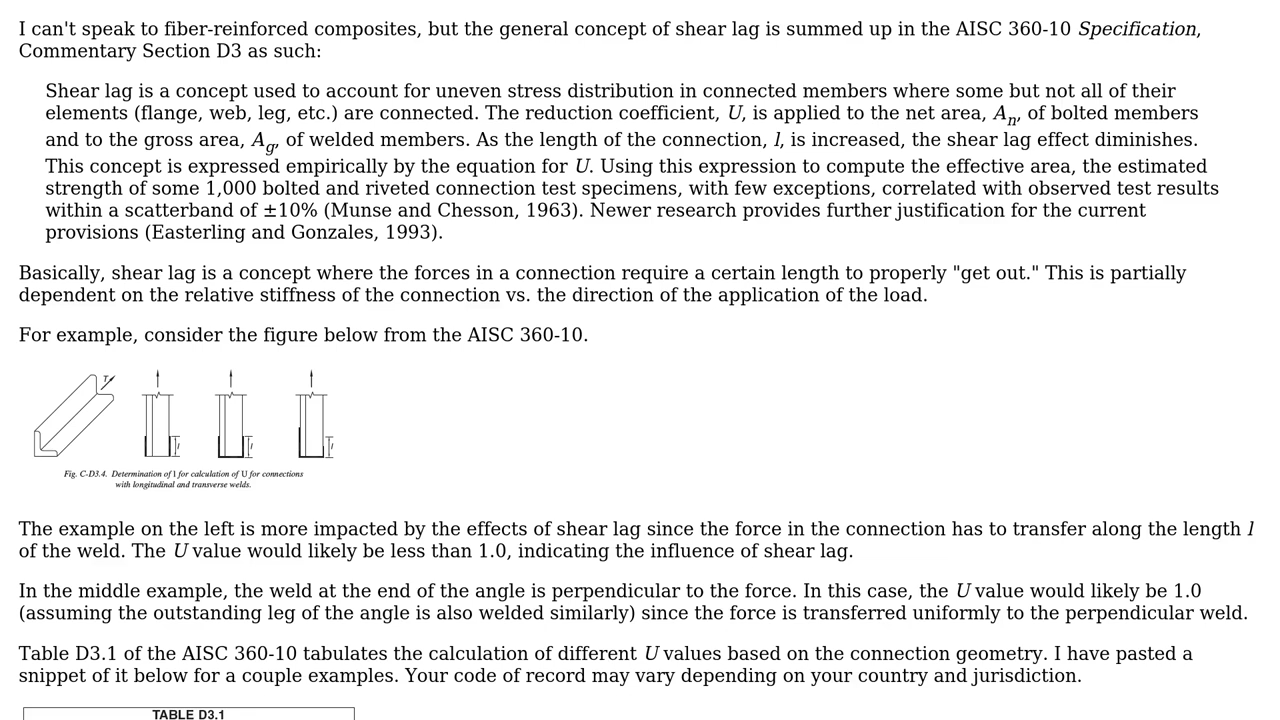 I can't speak to fiber-reinforced composites, but the general concept of shear lag is summed up in the AISC 360-10 Specification,
Commentary Section D3 as such:
Shear lag is a concept used to account for uneven stress distribution in connected members where some but not all of their
elements (flange, web, leg, etc.) are connected. The reduction coefficient, U, is applied to the net area, An, of bolted members
and to the gross area, Ag, of welded members. As the length of the connection, l, is increased, the shear lag effect diminishes.
This concept is expressed empirically by the equation for U. Using this expression to compute the effective area, the estimated
strength of some 1,000 bolted and riveted connection test specimens, with few exceptions, correlated with observed test results
within a scatterband of ±10% (Munse and Chesson, 1963). Newer research provides further justification for the current
provisions (Easterling and Gonzales, 1993).
Basically, shear lag is a concept where the forces in a connection require a certain length to properly "get out." This is partially
dependent on the relative stiffness of the connection vs. the direction of the application of the load.
For example, consider the figure below from the AISC 360-10.
T
l l l
Fig. C-D3.4. Determination of l for calculation of U for connections
with longitudinal and transverse welds.
The example on the left is more impacted by the effects of shear lag since the force in the connection has to transfer along the length l
of the weld. The U value would likely be less than 1.0, indicating the influence of shear lag.
In the middle example, the weld at the end of the angle is perpendicular to the force. In this case, the U value would likely be 1.0
(assuming the outstanding leg of the angle is also welded similarly) since the force is transferred uniformly to the perpendicular weld.
Table D3.1 of the AISC 360-10 tabulates the calculation of different U values based on the connection geometry. I have pasted a
snippet of it below for a couple examples. Your code of record may vary depending on your country and jurisdiction.
TABLE D3.1